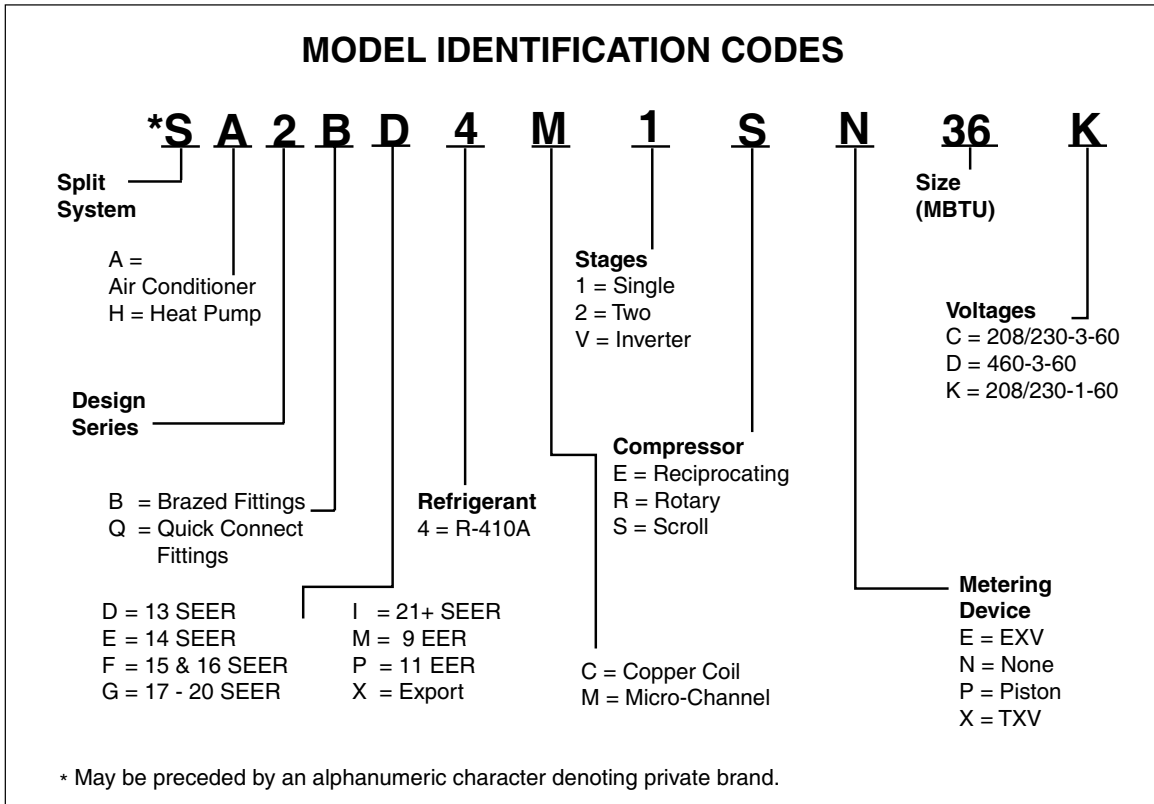 MODEL IDENTIFICATION CODES
*S A 2 B D 4 M 1 S N 36 K
Split
System
A =
Air Conditioner
H = Heat Pump
Design
Series
B = Brazed Fittings
Q = Quick Connect
Fittings
D = 13 SEER
E = 14 SEER
F = 15 & 16 SEER
G = 17 - 20 SEER
I = 21+ SEER
M = 9 EER
P = 11 EER
X = Export
Refrigerant
4 = R-410A
C = Copper Coil
M = Micro-Channel
Stages
1 = Single
2 = Two
V = Inverter
Compressor
E = Reciprocating
R = Rotary
S = Scroll
Metering
Device
E = EXV
N = None
P = Piston
X = TXV
Size
(MBTU)
Voltages
C = 208/230-3-60
D = 460-3-60
K = 208/230-1-60
* May be preceded by an alphanumeric character denoting private brand.